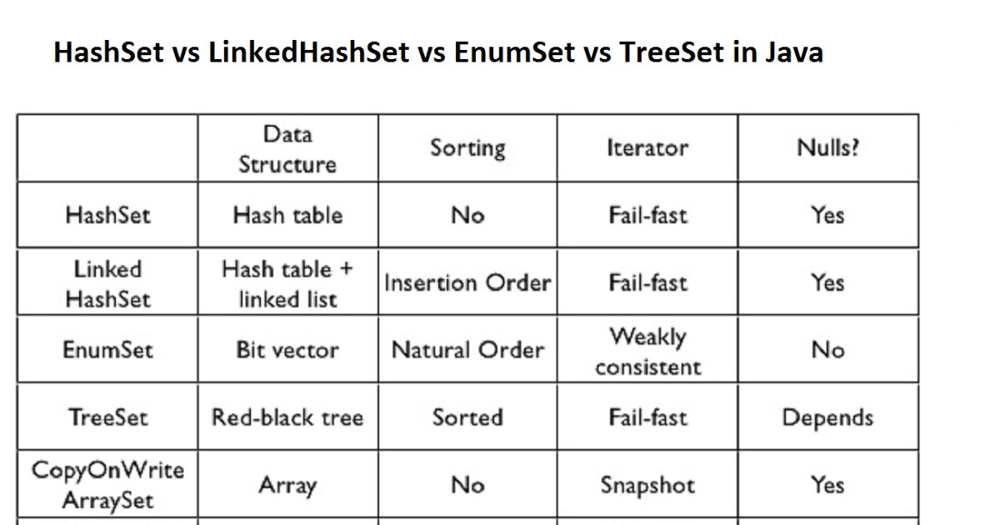 HashSet vs LinkedHashSet vs EnumSet vs TreeSet in Java
Data
Structure
Sorting
Iterator
Nulls?
HashSet
Hash table
No
Fail-fast
Yes
Linked
HashSet
Hash table +
linked list
Insertion Order
Fail-fast
Yes
EnumSet
Bit vector
Natural Order
Weakly
consistent
No
TreeSet
Red-black tree
Sorted
Fail-fast
Depends
CopyOnWrite
ArraySet
Array
No
Snapshot
Yes